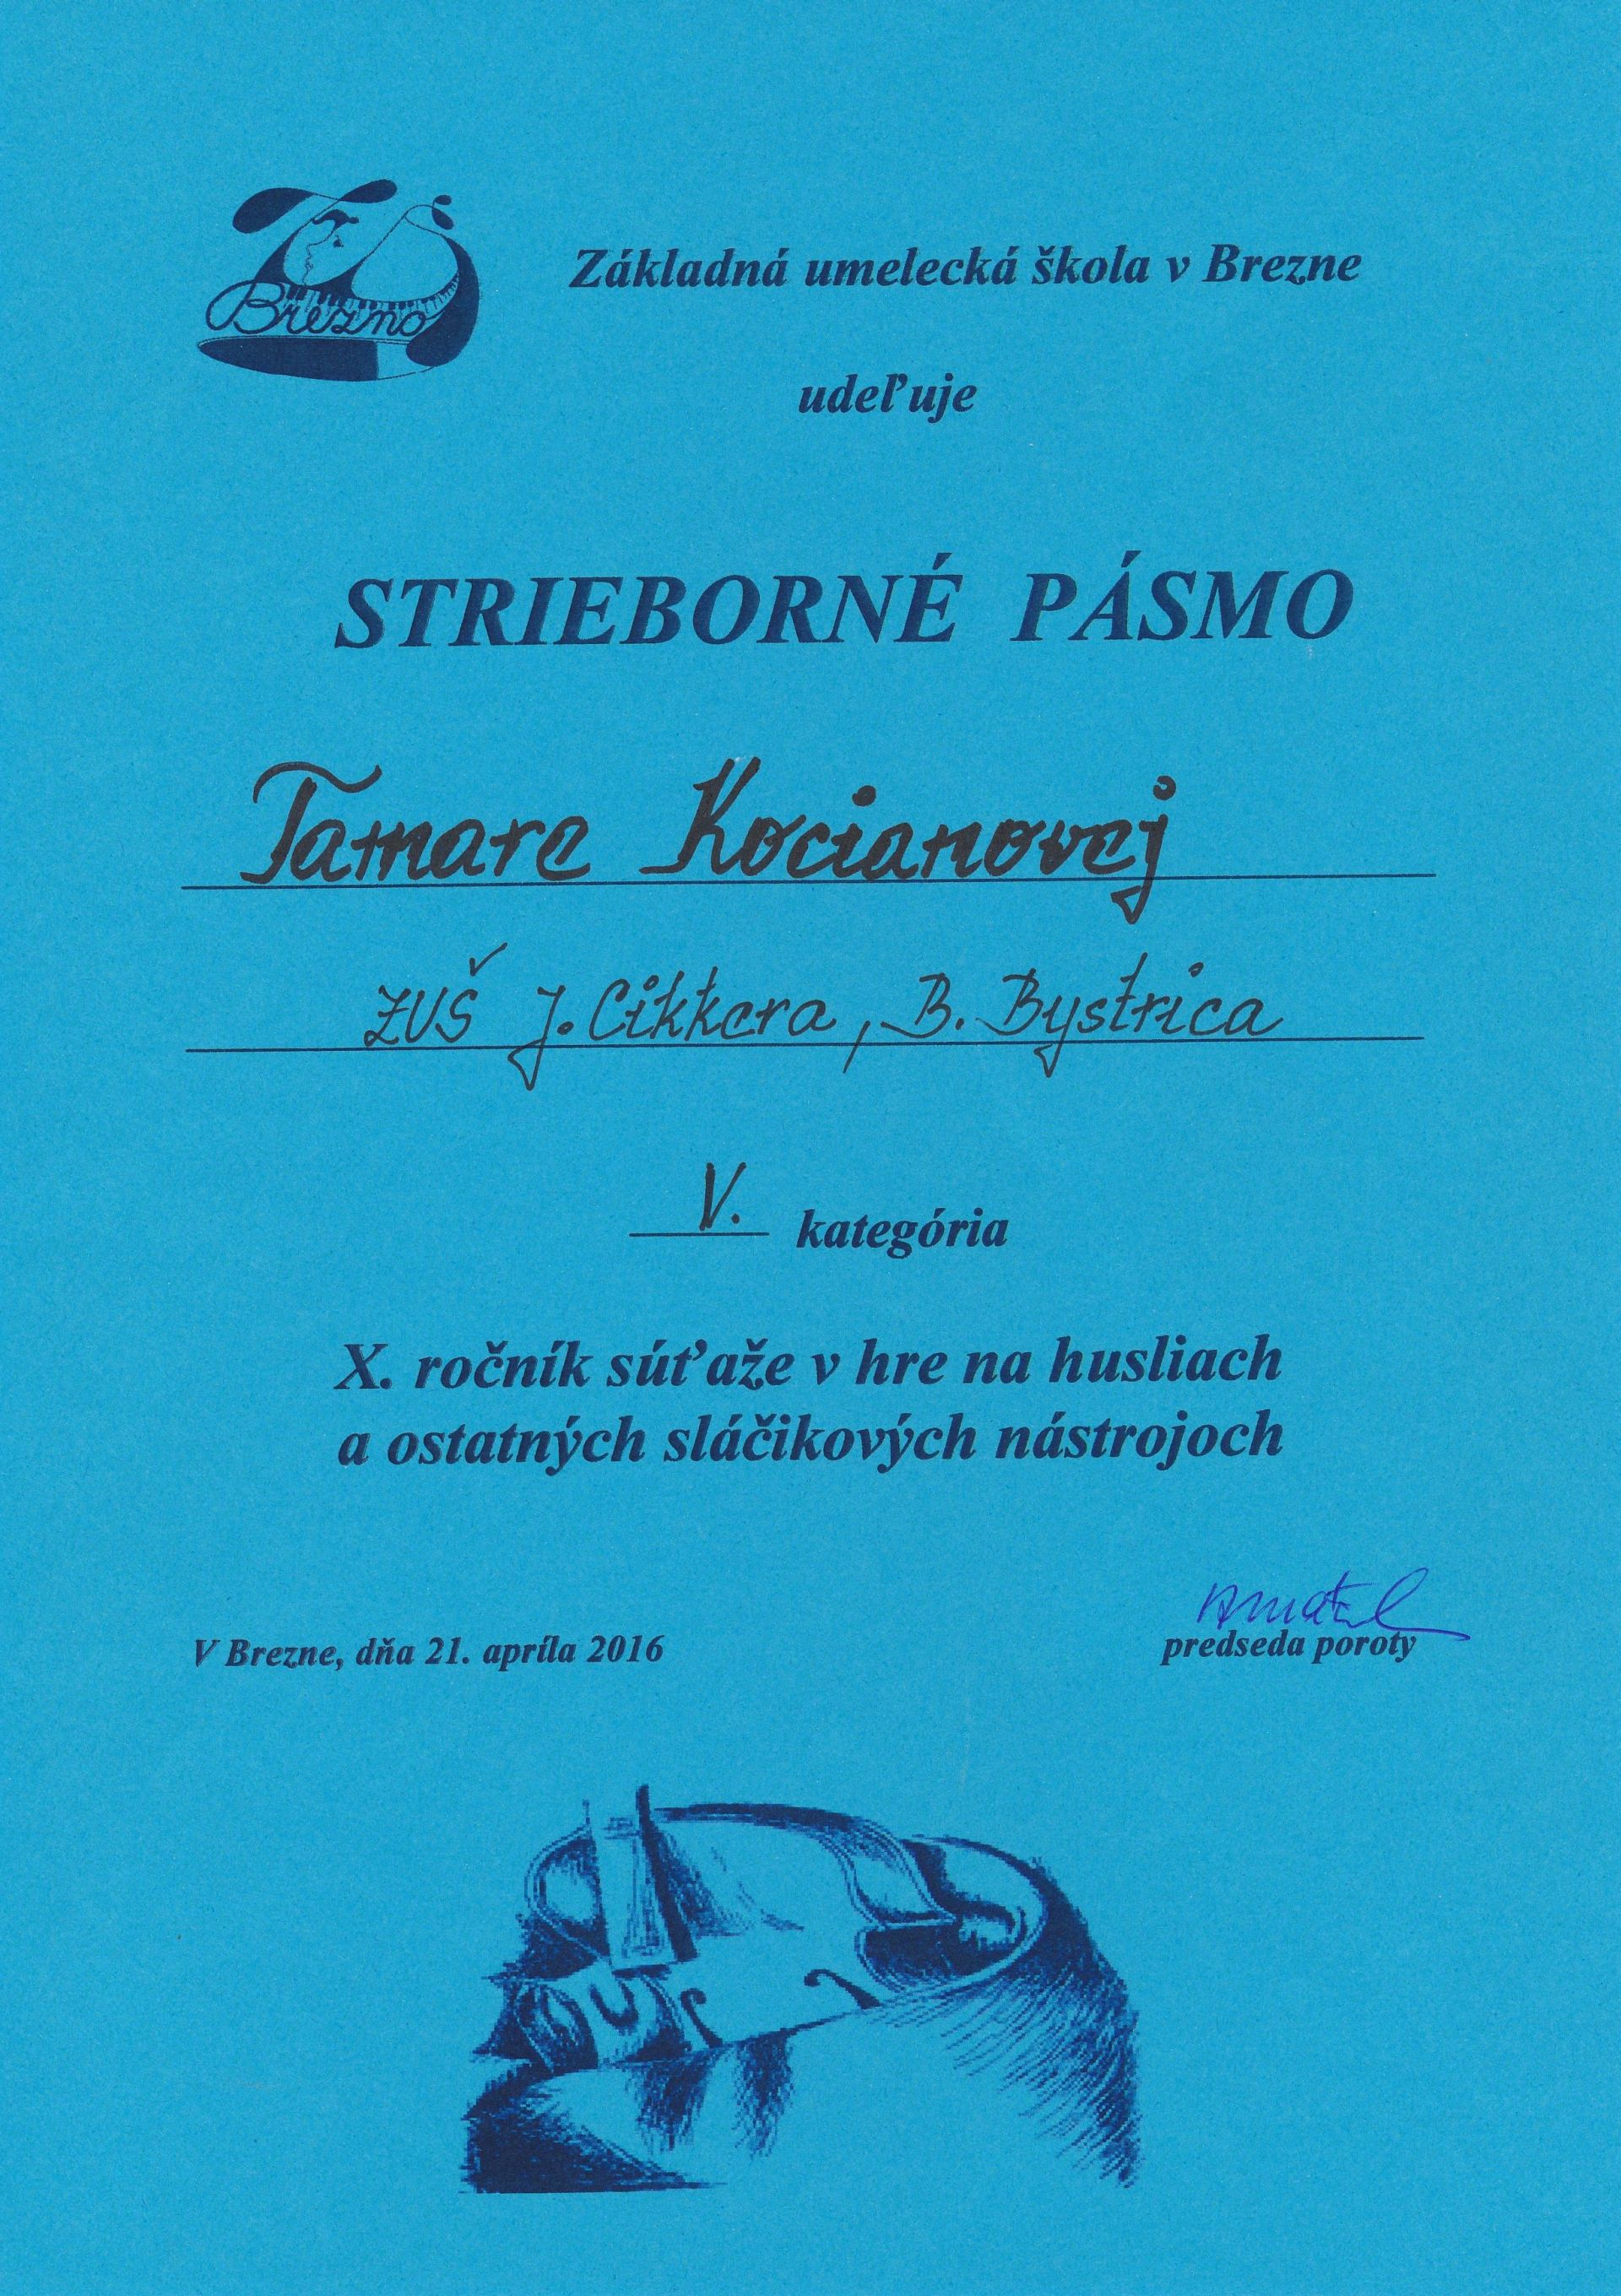 Brezno
Základná umelecká škola v Brezne
udeľuje
STRIEBORNÉ PÁSMO
Tamare Kocianovej
ZUŠ J. Cikkera, B. Bystrica
V. kategória
X. ročník súťaže v hre na husliach
a ostatných sláčikových nástrojoch
V Brezne, dňa 21. apríla 2016
predseda poroty